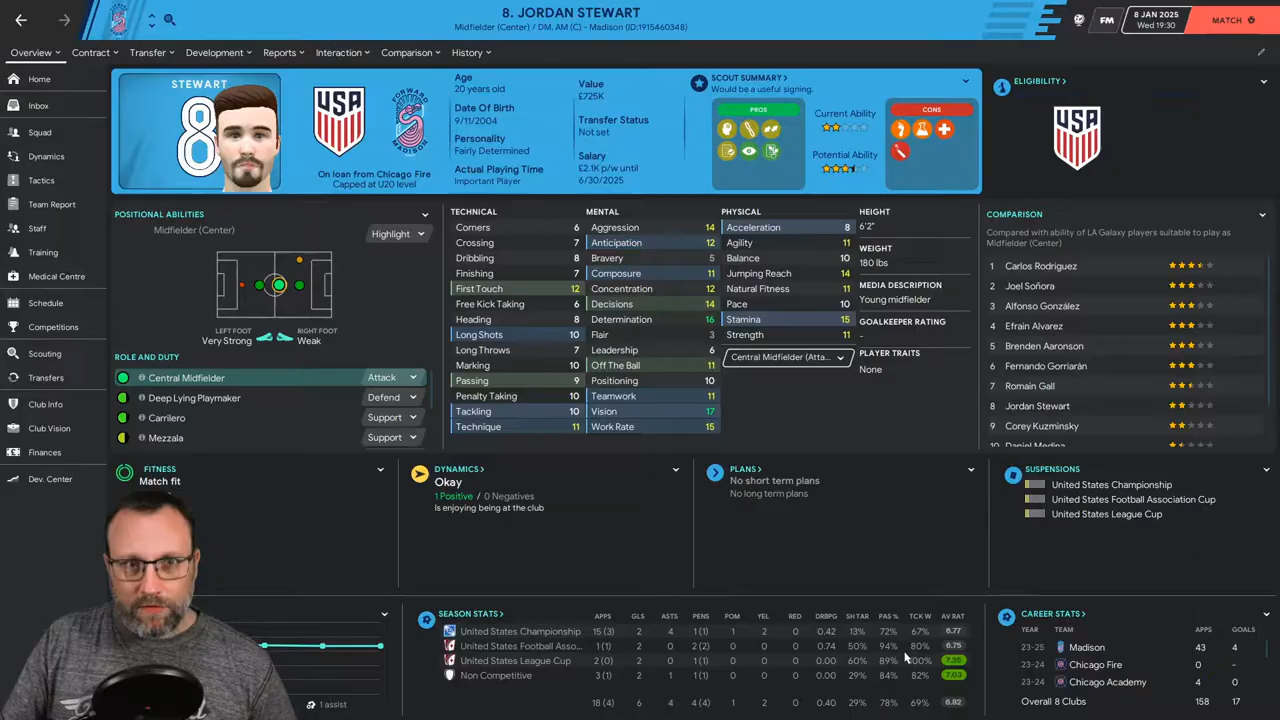 8. JORDAN STEWART
Midfielder (Center) / DM, AM (C) - Madison (ID:1915460348)
FM
8 JAN 2025
Wed 19:30
MATCH
Overview
Contract
Transfer
Development
Reports
Interaction
Comparison
History
Home
Inbox
Squad
Dynamics
Tactics
Team Report
Staff
Training
Medical Centre
Schedule
Competitions
Scouting
Transfers
Club Info
Club Vision
Finances
Dev. Center
STEWART
8
USA
FORWARD
MADISON
On loan from Chicago Fire
Capped at U20 level
Age
20 years old
Date Of Birth
9/11/2004
Personality
Fairly Determined
Actual Playing Time
Important Player
Value
£725K
Transfer Status
Not set
Salary
£2.1K p/w until
6/30/2025
SCOUT SUMMARY >
Would be a useful signing.
PROS
Current Ability
Potential Ability
CONS
ELIGIBILITY >
USA
POSITIONAL ABILITIES
Midfielder (Center)
Highlight
LEFT FOOT
Very Strong
RIGHT FOOT
Weak
ROLE AND DUTY
Central Midfielder Attack
Deep Lying Playmaker Defend
Carrilero Support
Mezzala Support
TECHNICAL
Corners 6
Crossing 7
Dribbling 8
Finishing 7
First Touch 12
Free Kick Taking 6
Heading 8
Long Shots 10
Long Throws 7
Marking 10
Passing 9
Penalty Taking 10
Tackling 10
Technique 11
MENTAL
Aggression 14
Anticipation 12
Bravery 5
Composure 11
Concentration 12
Decisions 14
Determination 16
Flair 3
Leadership 6
Off The Ball 11
Positioning 10
Teamwork 11
Vision 17
Work Rate 15
PHYSICAL
Acceleration 8
Agility 11
Balance 10
Jumping Reach 14
Natural Fitness 11
Pace 10
Stamina 15
Strength 11
Central Midfielder (Atta...
HEIGHT
6'2"
WEIGHT
180 lbs
MEDIA DESCRIPTION
Young midfielder
GOALKEEPER RATING
-
PLAYER TRAITS
None
COMPARISON
Compared with ability of LA Galaxy players suitable to play as
Midfielder (Center)
1 Carlos Rodriguez
2 Joel Soñora
3 Alfonso González
4 Efrain Alvarez
5 Brenden Aaronson
6 Fernando Gorriarán
7 Romain Gall
8 Jordan Stewart
9 Corey Kuzminsky
10 Daniel Medina
FITNESS
Match fit
DYNAMICS >
Okay
1 Positive / 0 Negatives
Is enjoying being at the club
PLANS >
No short term plans
No long term plans
SUSPENSIONS
United States Championship
United States Football Association Cup
United States League Cup
1 assist
SEASON STATS > APPS GLS ASTS PENS POM YEL RED DRBPG SH TAR PAS % TCK W AV RAT
United States Championship 15 (3) 2 4 1 (1) 1 2 0 0.42 13% 72% 67% 6.77
United States Football Asso... 1 (1) 2 0 2 (2) 0 0 0 0.74 50% 94% 80% 6.75
United States League Cup 2 (0) 2 0 1 (1) 0 0 0 0.00 60% 89% 100% 7.35
Non Competitive 3 (1) 2 1 1 (1) 0 0 0 0.00 29% 84% 82% 7.03
18 (4) 6 4 4 (4) 1 2 0 0.40 29% 78% 69% 6.82
CAREER STATS >
YEAR TEAM APPS GOALS
23-25 Madison 43 4
23-24 Chicago Fire 0 -
23-24 Chicago Academy 4 0
Overall 8 Clubs 158 17